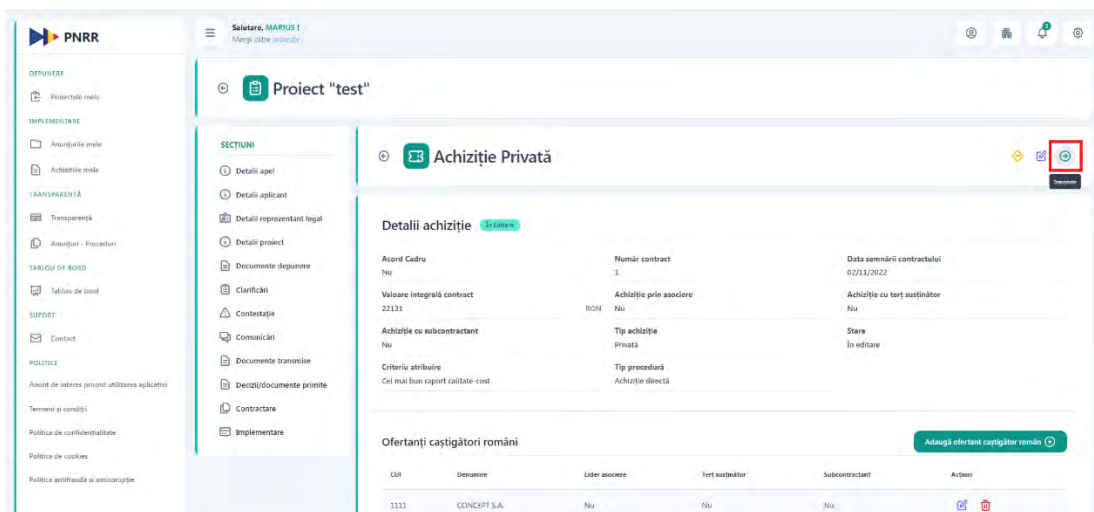 PNRR
Salutare, MARIUS !
Mergi către proiecte .
2
DEPUNERE
Proiectele mele
IMPLEMENTARE
Anunțurile mele
Achizițiile mele
TRANSPARENȚĂ
Transparență
Anunțuri - Proceduri
TABLOU DE BORD
Tablou de bord
SUPORT
Contact
POLITICI
Anunț de interes privind utilizarea aplicației
Termeni și condiții
Politica de confidențialitate
Politica de cookies
Politica antifraudă și anticorupție
Proiect "test"
SECȚIUNI
Detalii apel
Detalii aplicant
Detalii reprezentant legal
Detalii proiect
Documente depunere
Clarificări
Contestație
Comunicări
Documente transmise
Decizii/documente primite
Contractare
Implementare
Achiziție Privată
Transmite
Detalii achiziție În Editare
Acord Cadru Număr contract Data semnării contractului
Nu 1 02/11/2022
Valoare integrală contract Achiziție prin asociere Achiziție cu terț susținător
22131 RON Nu Nu
Achiziție cu subcontractant Tip achiziție Stare
Nu Privată În editare
Criteriu atribuire Tip procedură
Cel mai bun raport calitate-cost Achiziție directă
Ofertanți caștigători români Adaugă ofertant caștigător român
CUI Denumire Lider asociere Terț susținător Subcontractant Acțiuni
1111 CONCEPT S.A. Nu Nu Nu